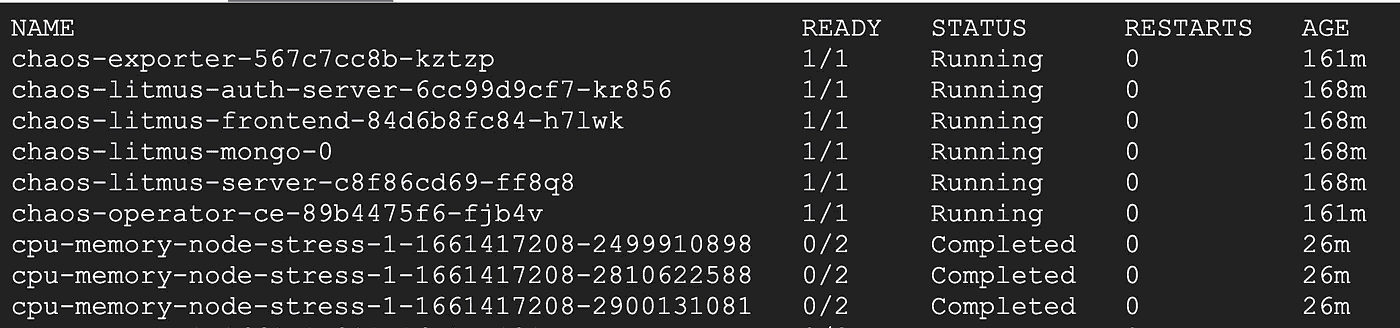 NAME READY STATUS RESTARTS AGE
chaos-exporter-567c7cc8b-kztzp 1/1 Running 0 161m
chaos-litmus-auth-server-6cc99d9cf7-kr856 1/1 Running 0 168m
chaos-litmus-frontend-84d6b8fc84-h7lwk 1/1 Running 0 168m
chaos-litmus-mongo-0 1/1 Running 0 168m
chaos-litmus-server-c8f86cd69-ff8q8 1/1 Running 0 168m
chaos-operator-ce-89b4475f6-fjb4v 1/1 Running 0 161m
cpu-memory-node-stress-1-1661417208-2499910898 0/2 Completed 0 26m
cpu-memory-node-stress-1-1661417208-2810622588 0/2 Completed 0 26m
cpu-memory-node-stress-1-1661417208-2900131081 0/2 Completed 0 26m